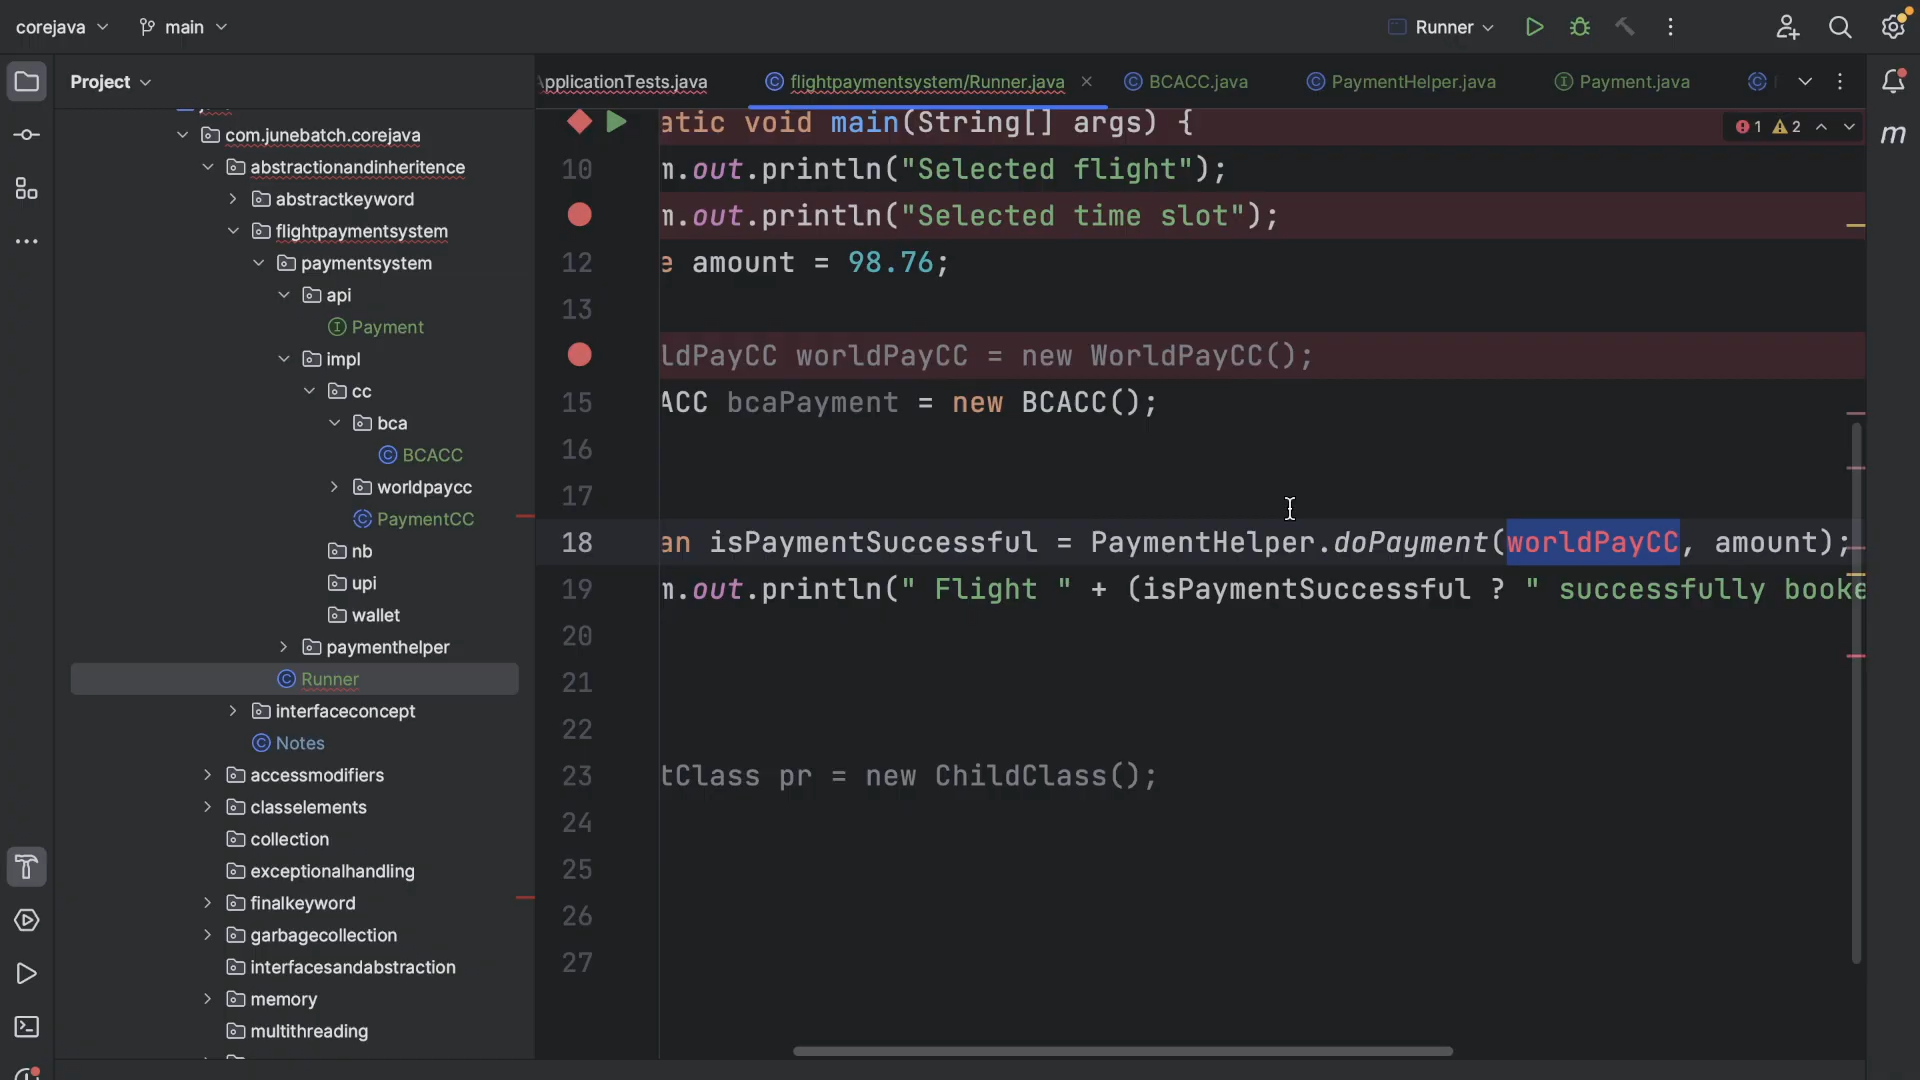 corejava
main
Runner
Project
pplicationTests.java
flightpaymentsystem/Runner.java
BCACC.java
PaymentHelper.java
Payment.java
com.junebatch.corejava
abstractionandinheritence
abstractkeyword
flightpaymentsystem
paymentsystem
api
Payment
impl
cc
bca
BCACC
worldpaycc
PaymentCC
nb
upi
wallet
paymenthelper
Runner
interfaceconcept
Notes
accessmodifiers
classelements
collection
exceptionalhandling
finalkeyword
garbagecollection
interfacesandabstraction
memory
multithreading
1 2
atic void main(String[] args) {
10 m.out.println("Selected flight");
m.out.println("Selected time slot");
12 e amount = 98.76;
13
ldPayCC worldPayCC = new WorldPayCC();
15 ACC bcaPayment = new BCACC();
16
17
18 an isPaymentSuccessful = PaymentHelper.doPayment(worldPayCC, amount);
19 m.out.println(" Flight " + (isPaymentSuccessful ? " successfully booke
20
21
22
23 tClass pr = new ChildClass();
24
25
26
27
m